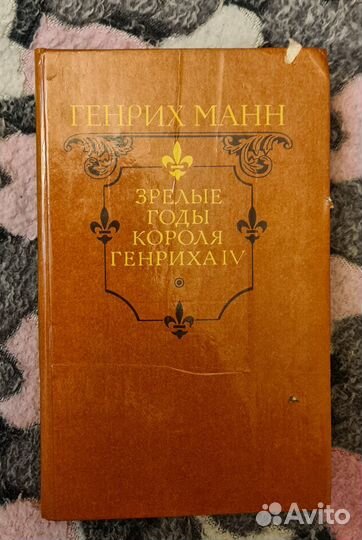 ГЕНРИХ МАНН
ЗРЕЛЫЕ
ГОДЫ
КОРОЛЯ
ГЕНРИХА IV
Avito